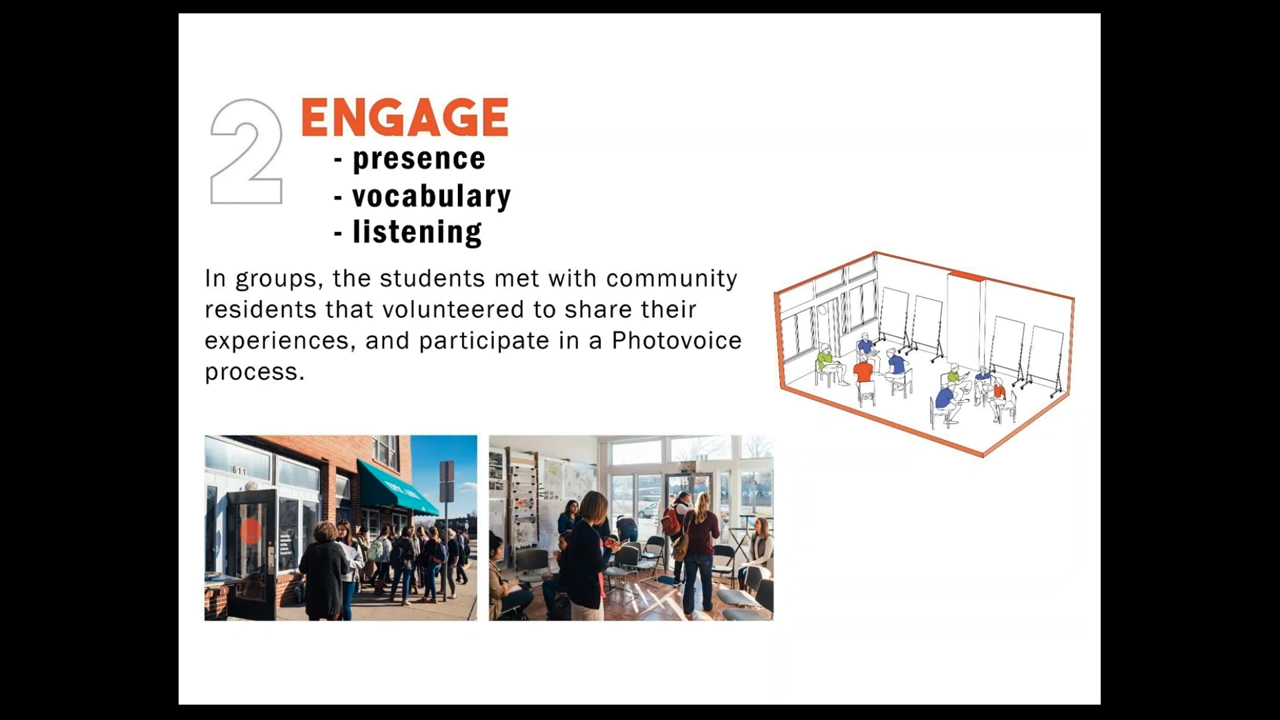 2 ENGAGE
- presence
- vocabulary
- listening
In groups, the students met with community
residents that volunteered to share their
experiences, and participate in a Photovoice
process.
611